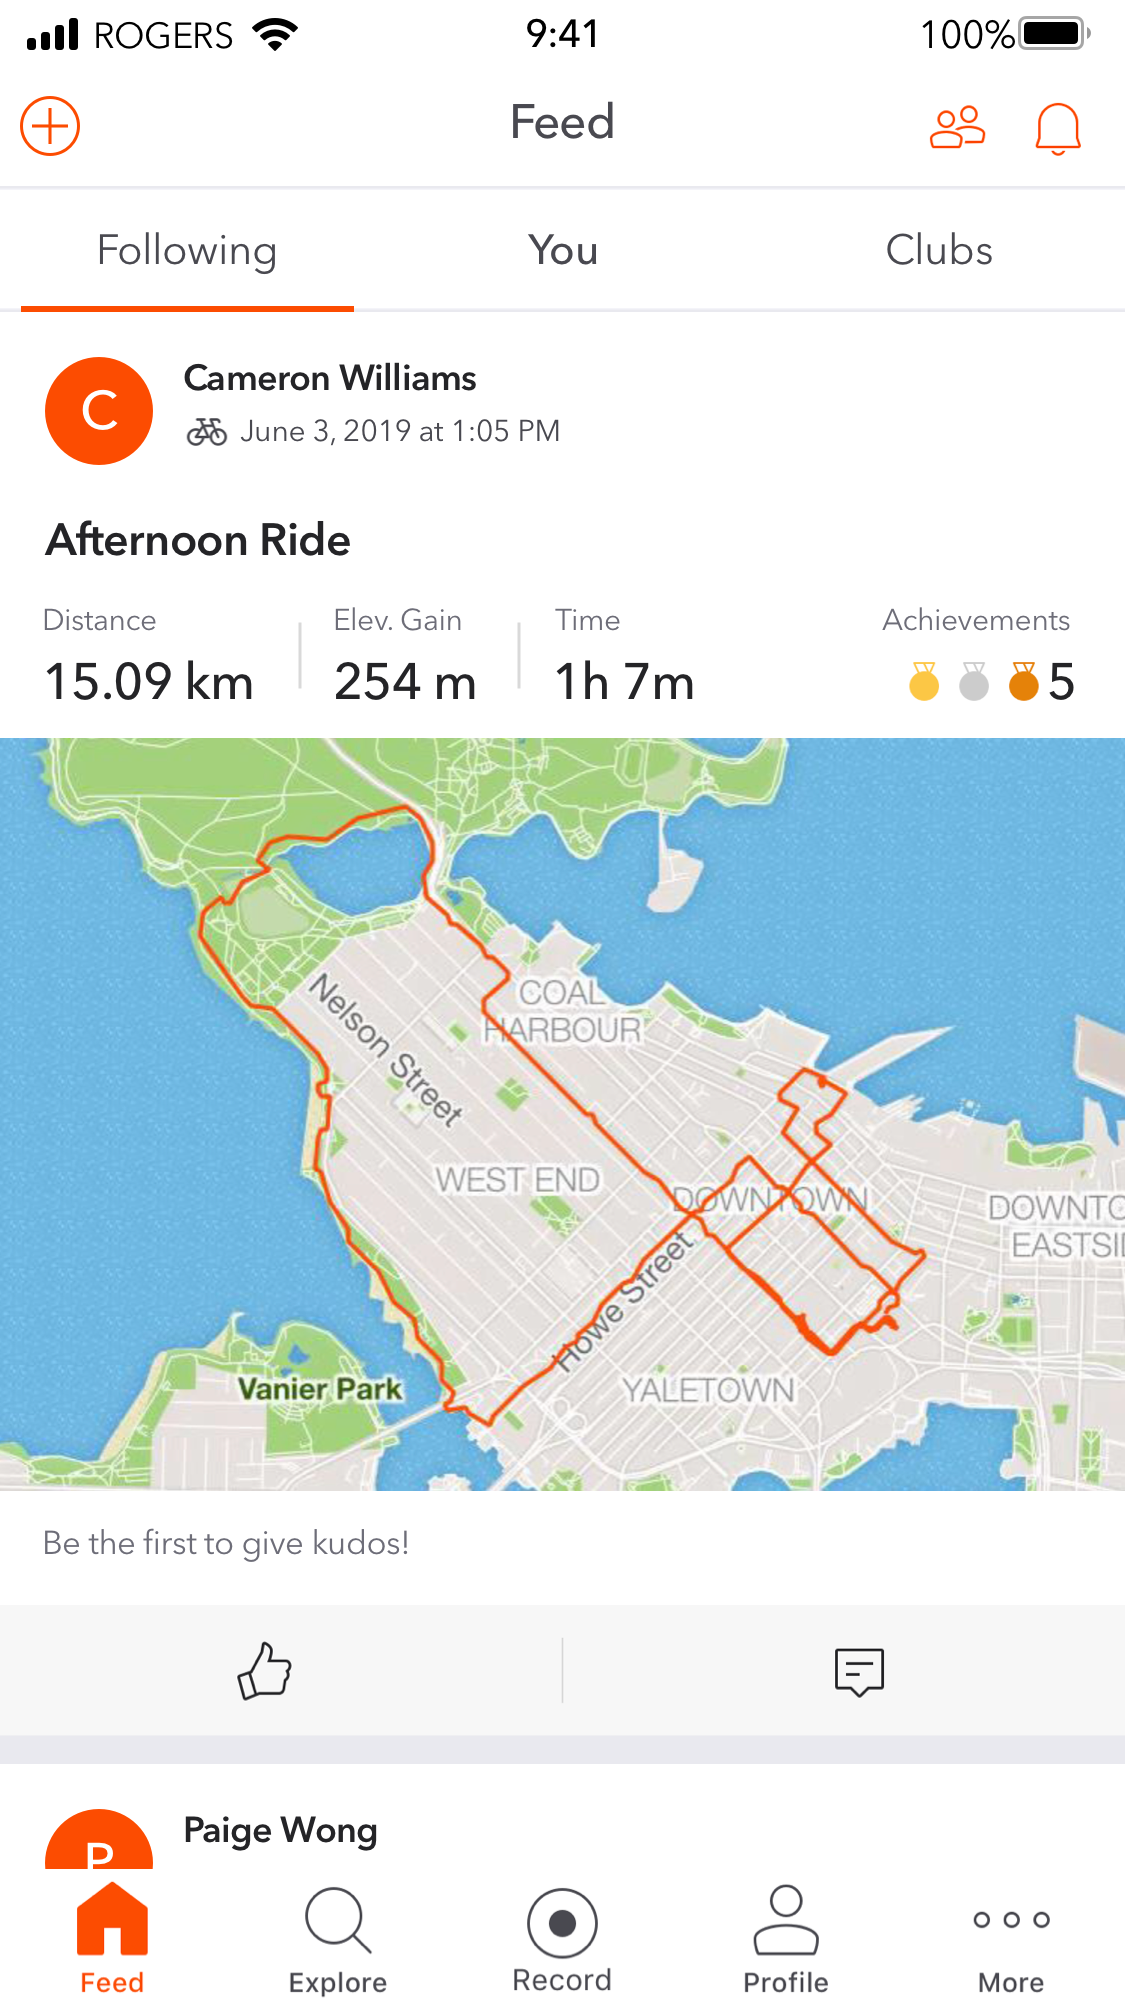 ROGERS
9:41
100%
Feed
Following
You
Clubs
C
Cameron Williams
June 3, 2019 at 1:05 PM
Afternoon Ride
Distance
Elev. Gain
Time
Achievements
15.09 km
254 m
1h 7m
5
Nelson Street
COAL
HARBOUR
WEST END
DOWNTOWN
DOWNTO
EASTSI
Howe Street
Vanier Park
YALETOWN
Be the first to give kudos!
P
Paige Wong
Feed
Explore
Record
Profile
More